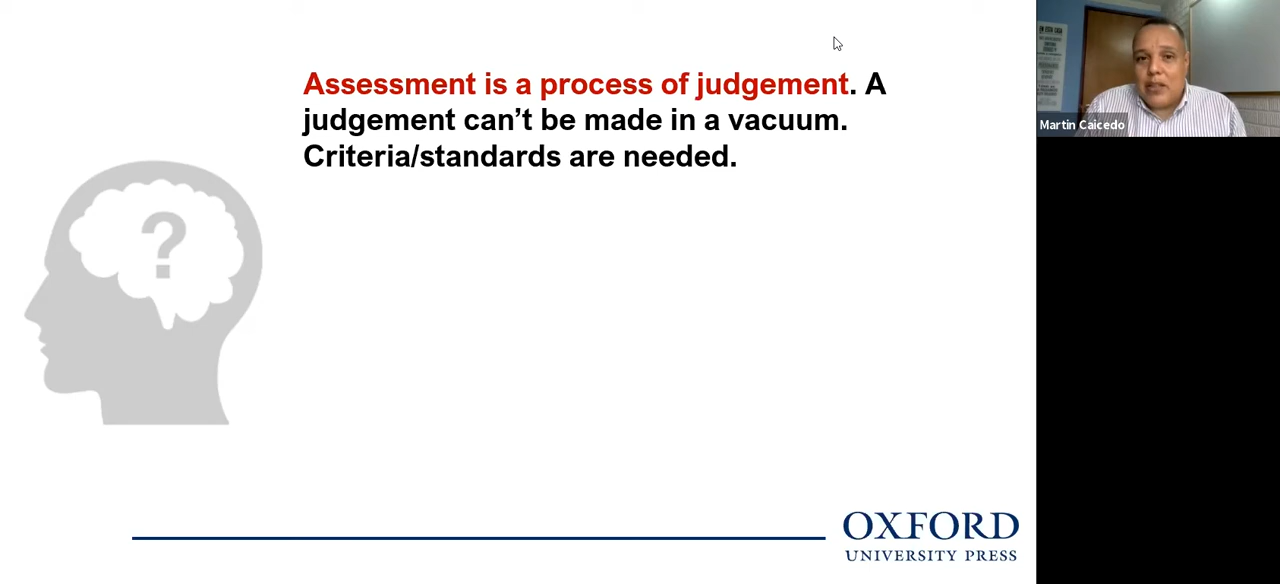 Assessment is a process of judgement. A
judgement can't be made in a vacuum.
Criteria/standards are needed.
?
Martin Caicedo
OXFORD
UNIVERSITY PRESS